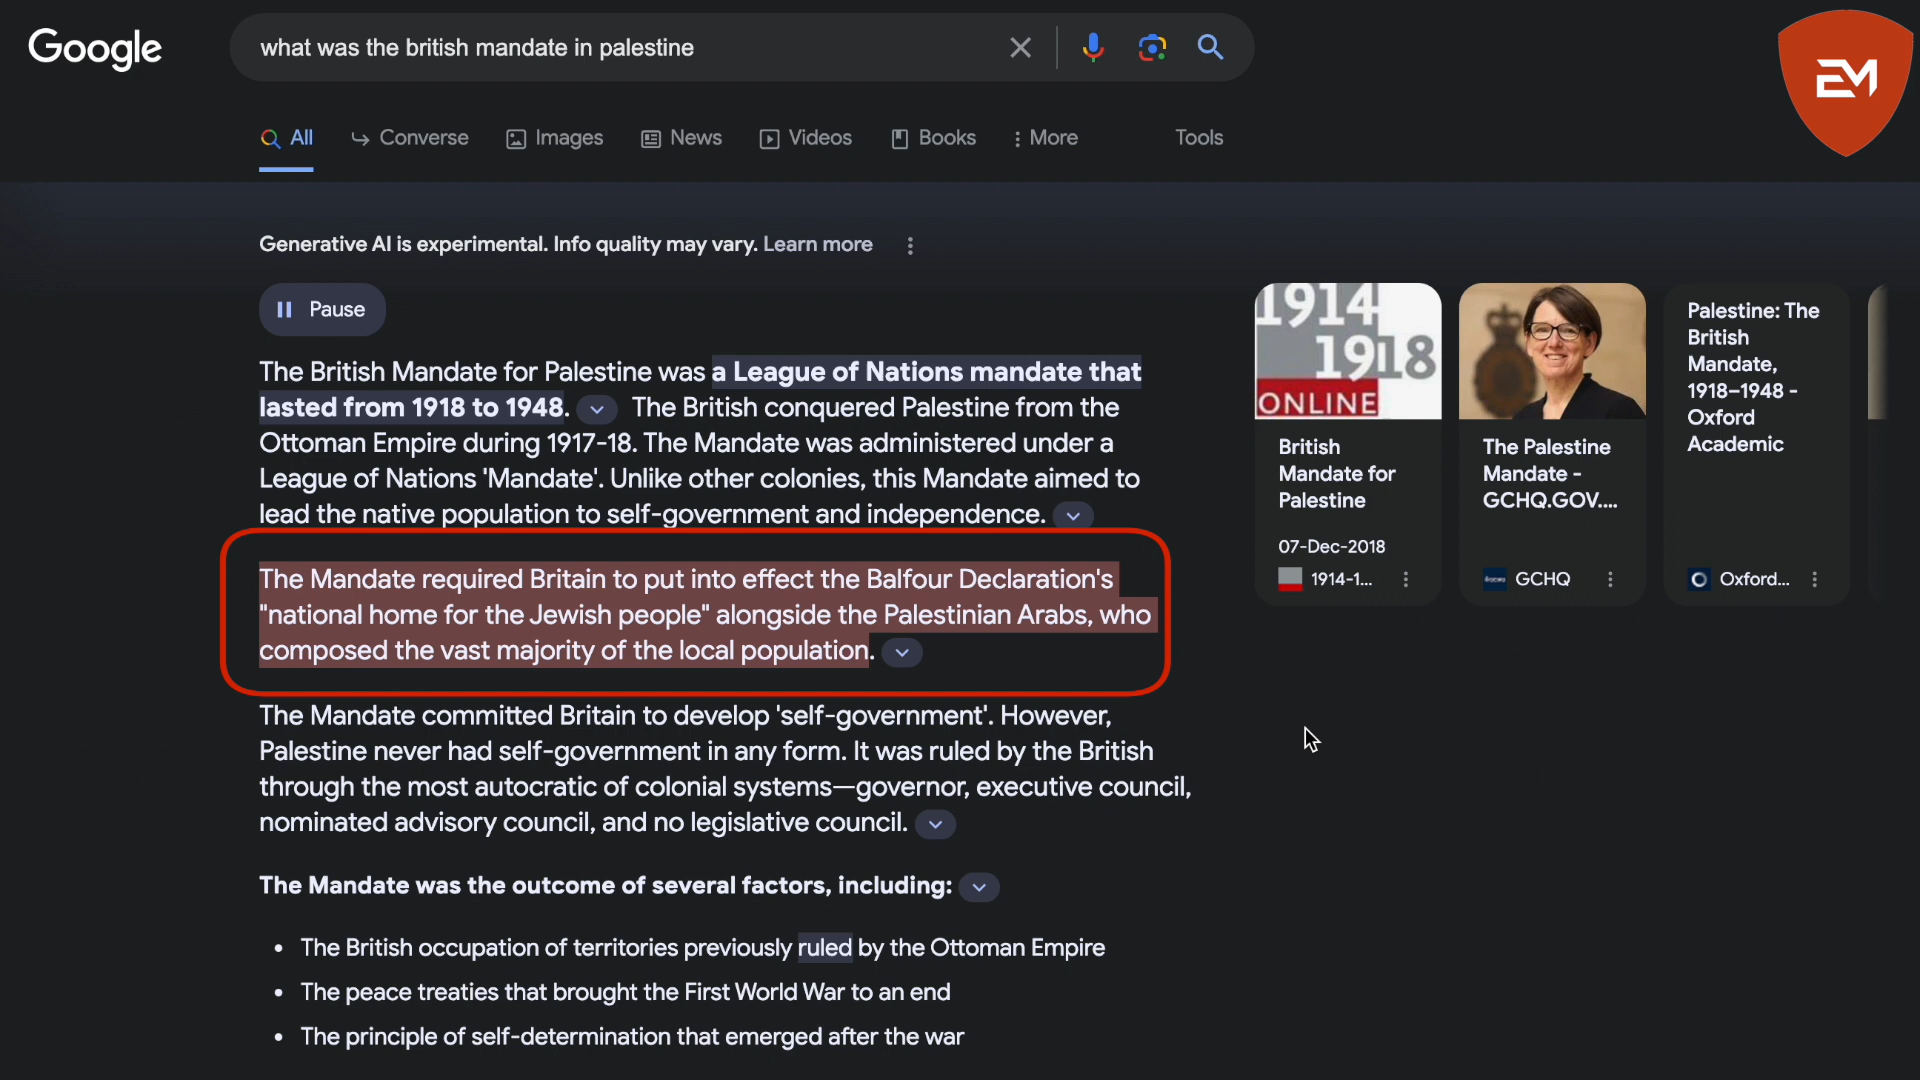 Google
what was the british mandate in palestine
EM
All
Converse
Images
News
Videos
Books
More
Tools
Generative AI is experimental. Info quality may vary. Learn more
Pause
The British Mandate for Palestine was a League of Nations mandate that
lasted from 1918 to 1948. The British conquered Palestine from the
Ottoman Empire during 1917-18. The Mandate was administered under a
League of Nations 'Mandate'. Unlike other colonies, this Mandate aimed to
lead the native population to self-government and independence.
The Mandate required Britain to put into effect the Balfour Declaration's
"national home for the Jewish people" alongside the Palestinian Arabs, who
composed the vast majority of the local population.
The Mandate committed Britain to develop 'self-government'. However,
Palestine never had self-government in any form. It was ruled by the British
through the most autocratic of colonial systems—governor, executive council,
nominated advisory council, and no legislative council.
The Mandate was the outcome of several factors, including:
• The British occupation of territories previously ruled by the Ottoman Empire
• The peace treaties that brought the First World War to an end
• The principle of self-determination that emerged after the war
1914
1918
ONLINE
British
Mandate for
Palestine
07-Dec-2018
1914-1...
The Palestine
Mandate -
GCHQ.GOV....
GCHQ
Palestine: The
British
Mandate,
1918–1948 -
Oxford
Academic
Oxford...